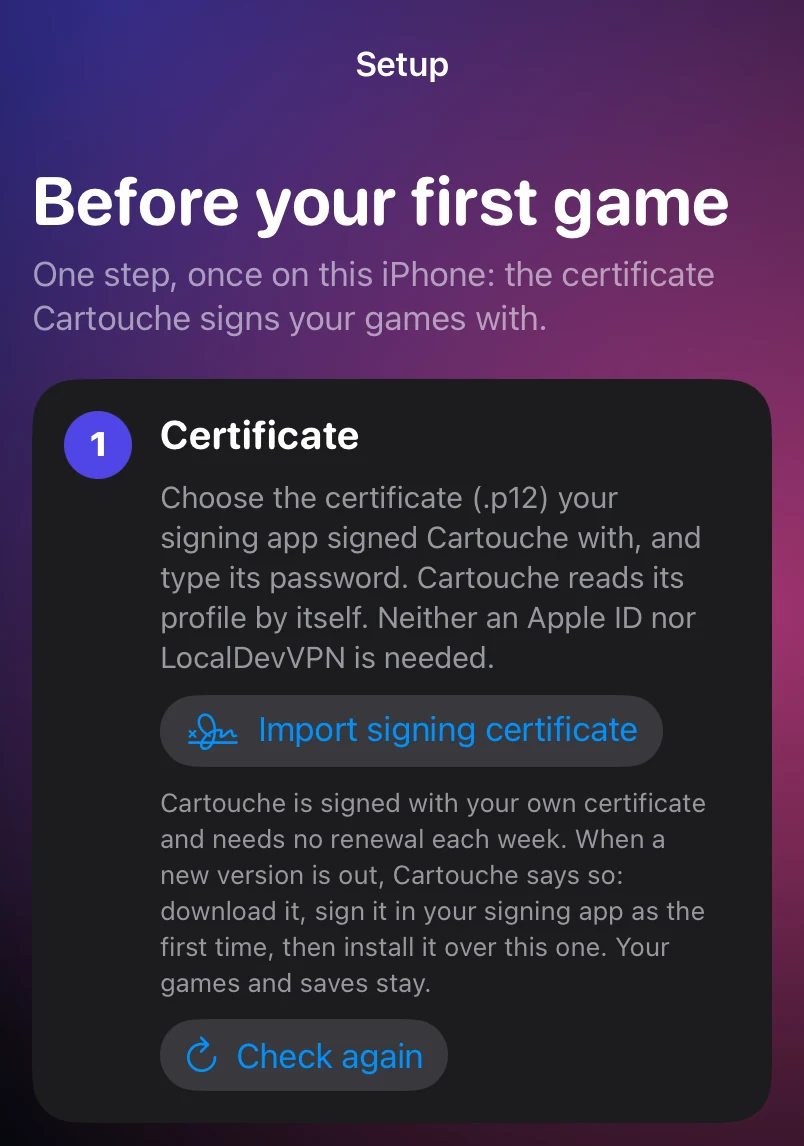 Setup
Before your first game
One step, once on this iPhone: the certificate
Cartouche signs your games with.
1
Certificate
Choose the certificate (.p12) your
signing app signed Cartouche with, and
type its password. Cartouche reads its
profile by itself. Neither an Apple ID nor
LocalDevVPN is needed.
Import signing certificate
Cartouche is signed with your own certificate
and needs no renewal each week. When a
new version is out, Cartouche says so:
download it, sign it in your signing app as the
first time, then install it over this one. Your
games and saves stay.
Check again